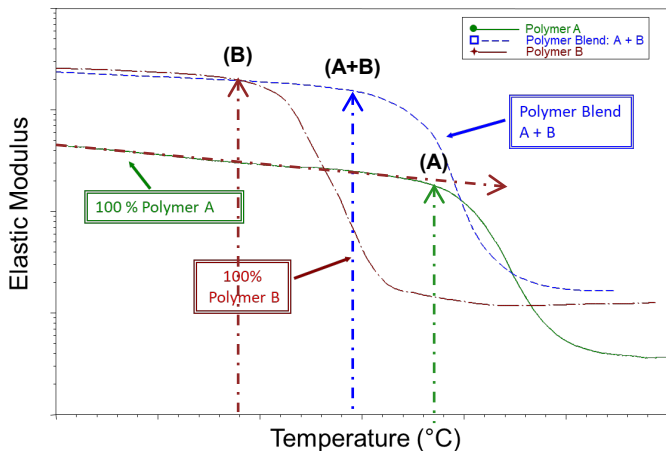 Polymer A
Polymer Blend: A + B
Polymer B
(B)
(A+B)
Polymer Blend
A + B
(A)
100 % Polymer A
100%
Polymer B
Elastic Modulus
Temperature (°C)